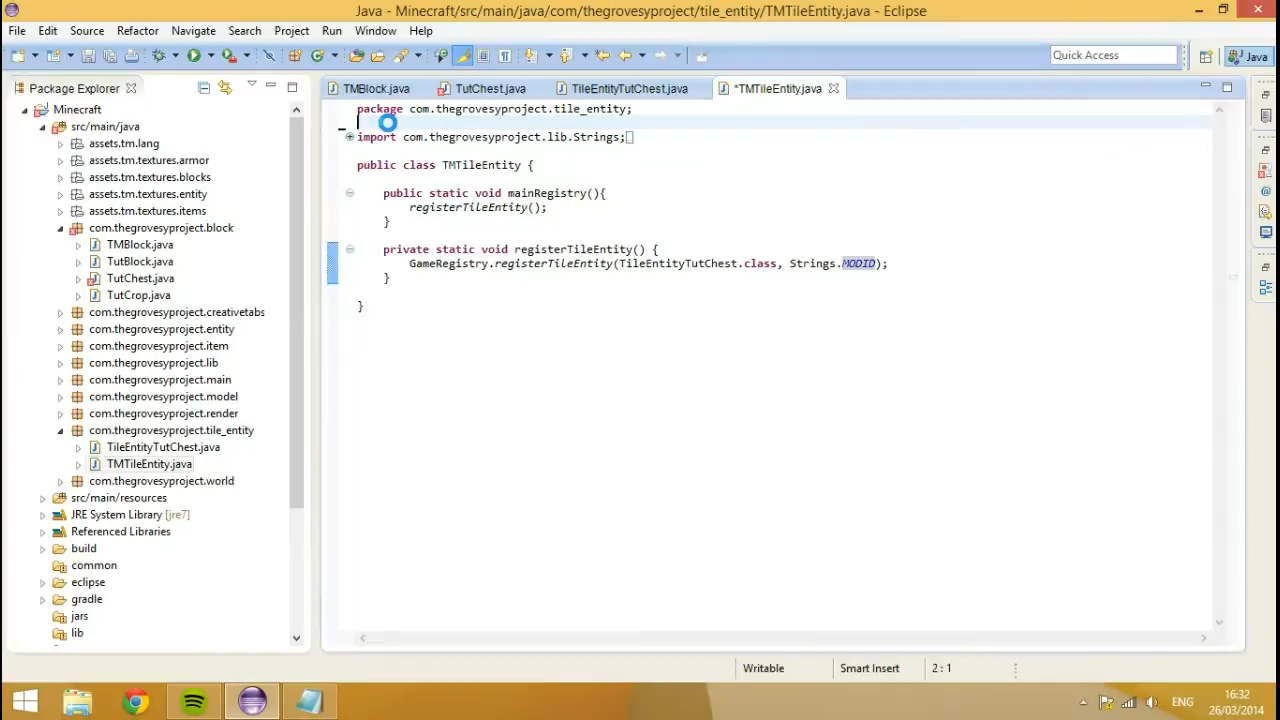 Java - Minecraft/src/main/java/com/thegrovesyproject/tile_entity/TMTileEntity.java - Eclipse
File Edit Source Refactor Navigate Search Project Run Window Help
Quick Access
Java
Package Explorer
TMBlock.java TutChest.java TileEntityTutChest.java *TMTileEntity.java
Minecraft
src/main/java
assets.tm.lang
assets.tm.textures.armor
assets.tm.textures.blocks
assets.tm.textures.entity
assets.tm.textures.items
com.thegrovesyproject.block
TMBlock.java
TutBlock.java
TutChest.java
TutCrop.java
com.thegrovesyproject.creativetabs
com.thegrovesyproject.entity
com.thegrovesyproject.item
com.thegrovesyproject.lib
com.thegrovesyproject.main
com.thegrovesyproject.model
com.thegrovesyproject.render
com.thegrovesyproject.tile_entity
TileEntityTutChest.java
TMTileEntity.java
com.thegrovesyproject.world
src/main/resources
JRE System Library [jre7]
Referenced Libraries
build
common
eclipse
gradle
jars
lib
package com.thegrovesyproject.tile_entity;
import com.thegrovesyproject.lib.Strings;
public class TMTileEntity {
public static void mainRegistry(){
registerTileEntity();
}
private static void registerTileEntity() {
GameRegistry.registerTileEntity(TileEntityTutChest.class, Strings.MODID);
}
}
Writable Smart Insert 2 : 1
ENG
16:32
26/03/2014